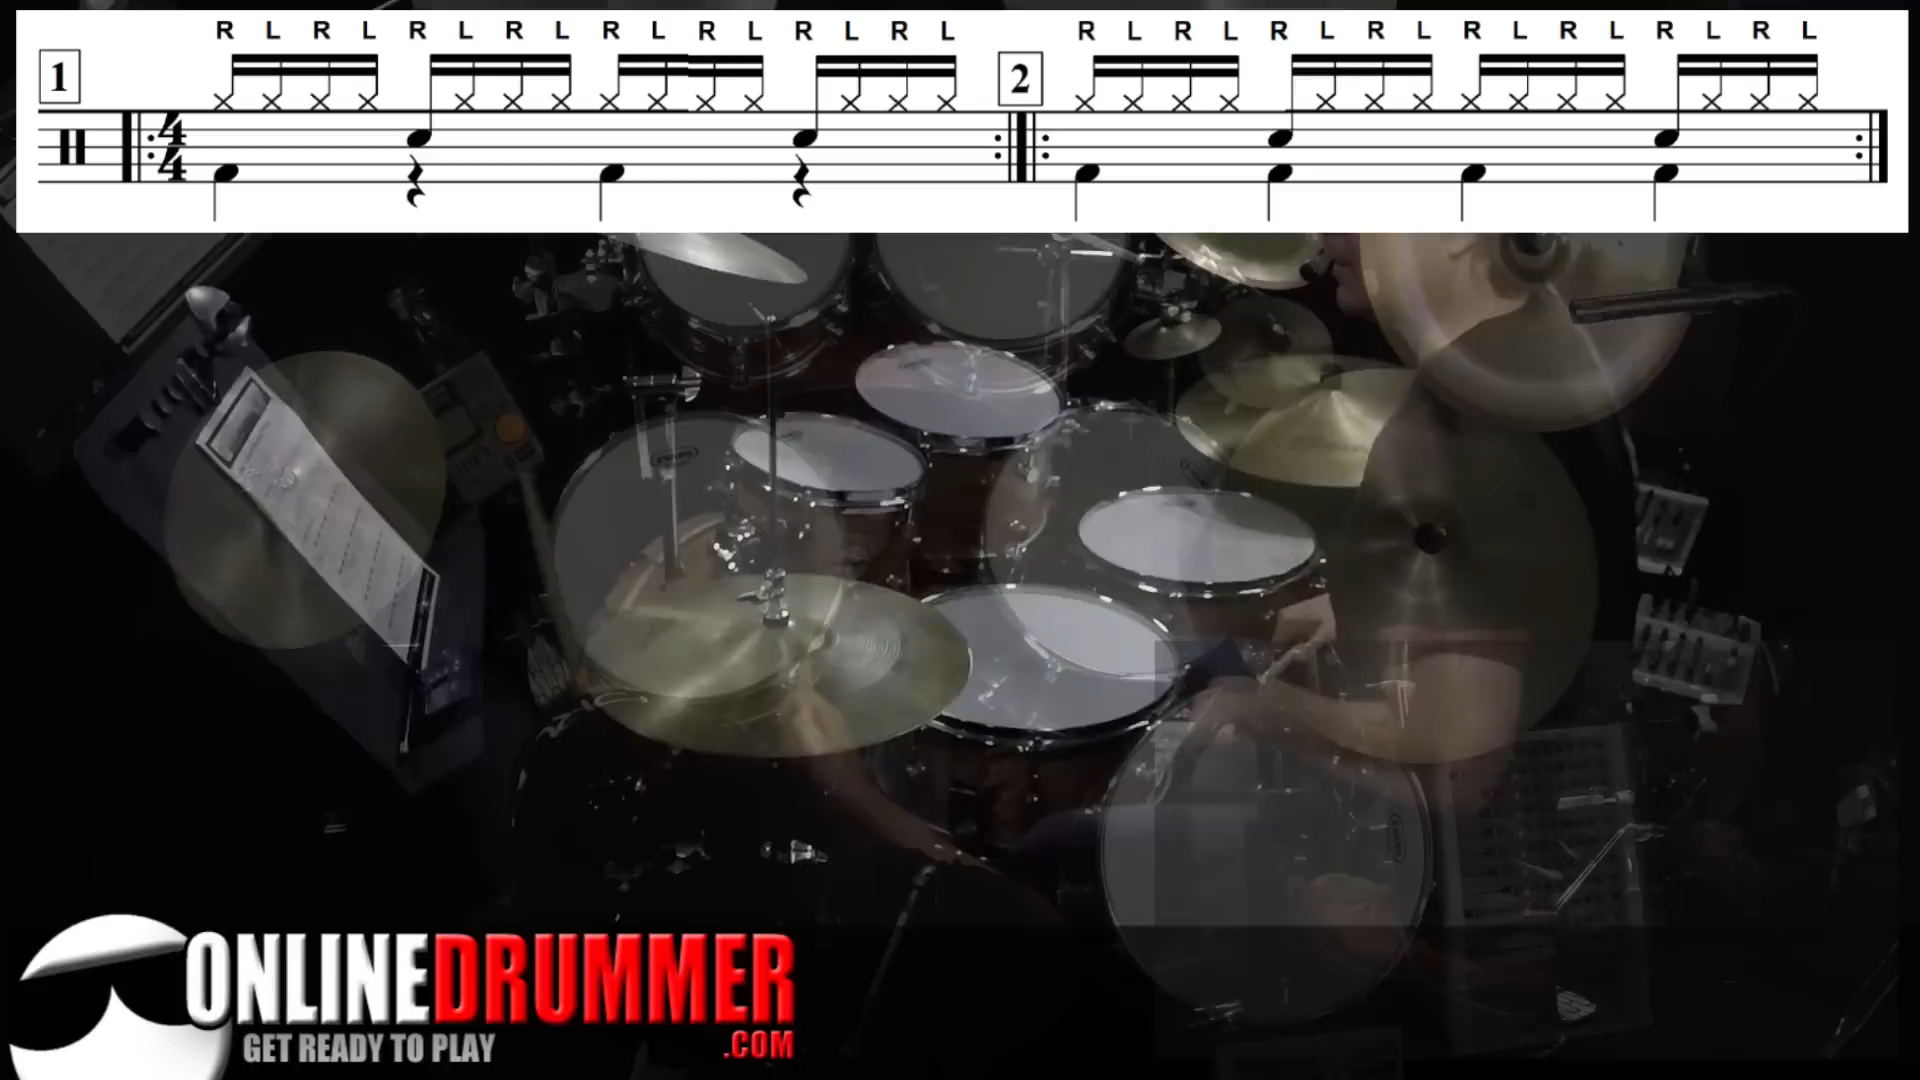 R L R L R L R L R L R L R L R L R L R L R L R L R L R L R L R L
1
2
4
4
ONLINEDRUMMER
GET READY TO PLAY
.COM